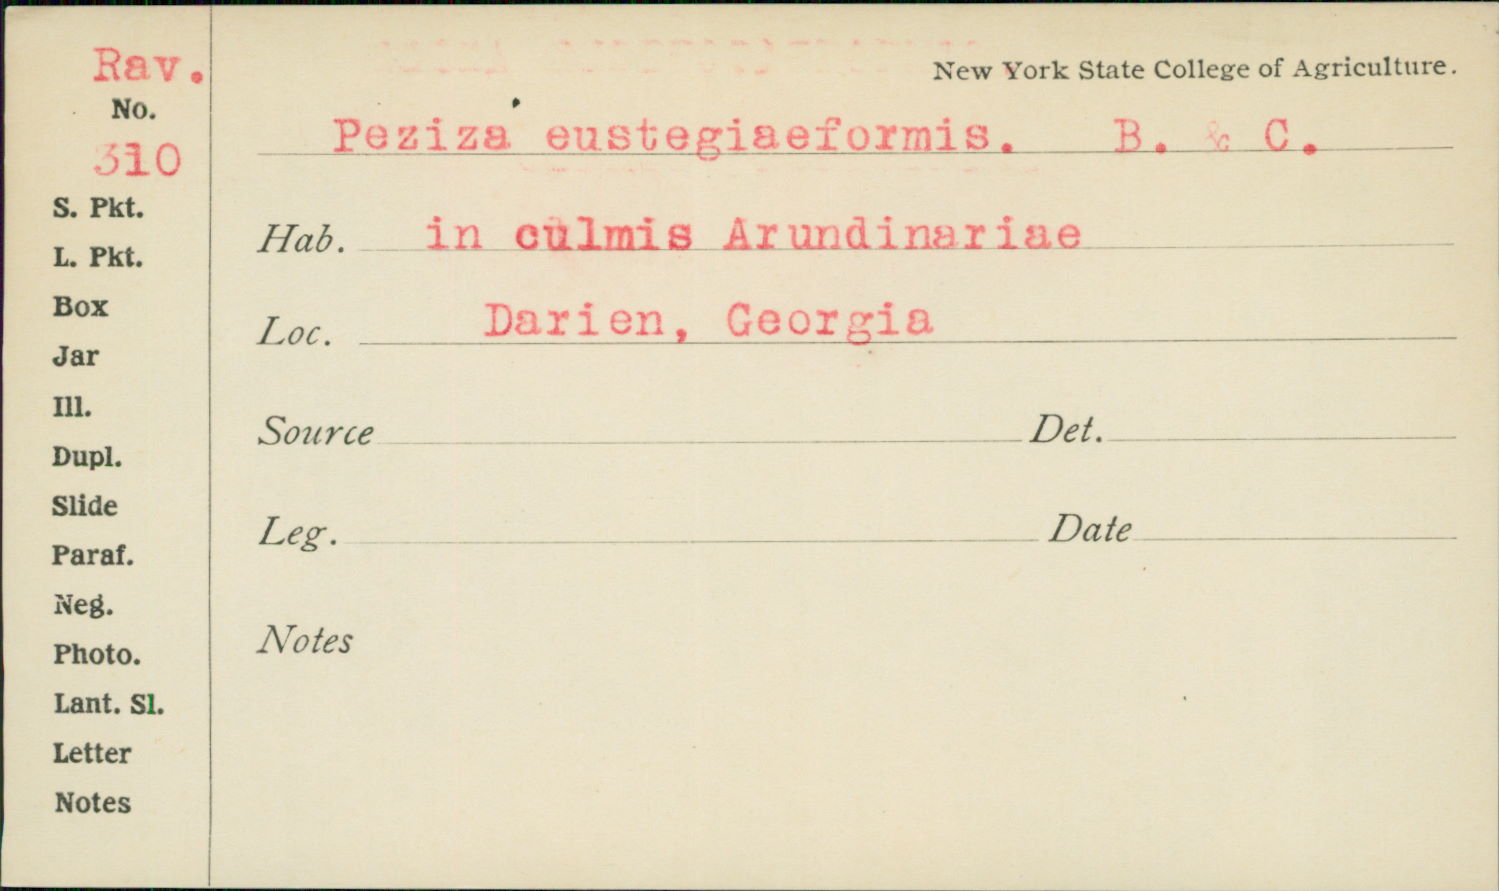 Rav.
No.
310
S. Pkt.
L. Pkt.
Box
Jar
Ill.
Dupl.
Slide
Paraf.
Neg.
Photo.
Lant. Sl.
Letter
Notes
New York State College of Agriculture.
Peziza eustegiaeformis. B. & C.
Hab. in culmis Arundinariae
Loc. Darien, Georgia
Source Det.
Leg. Date
Notes